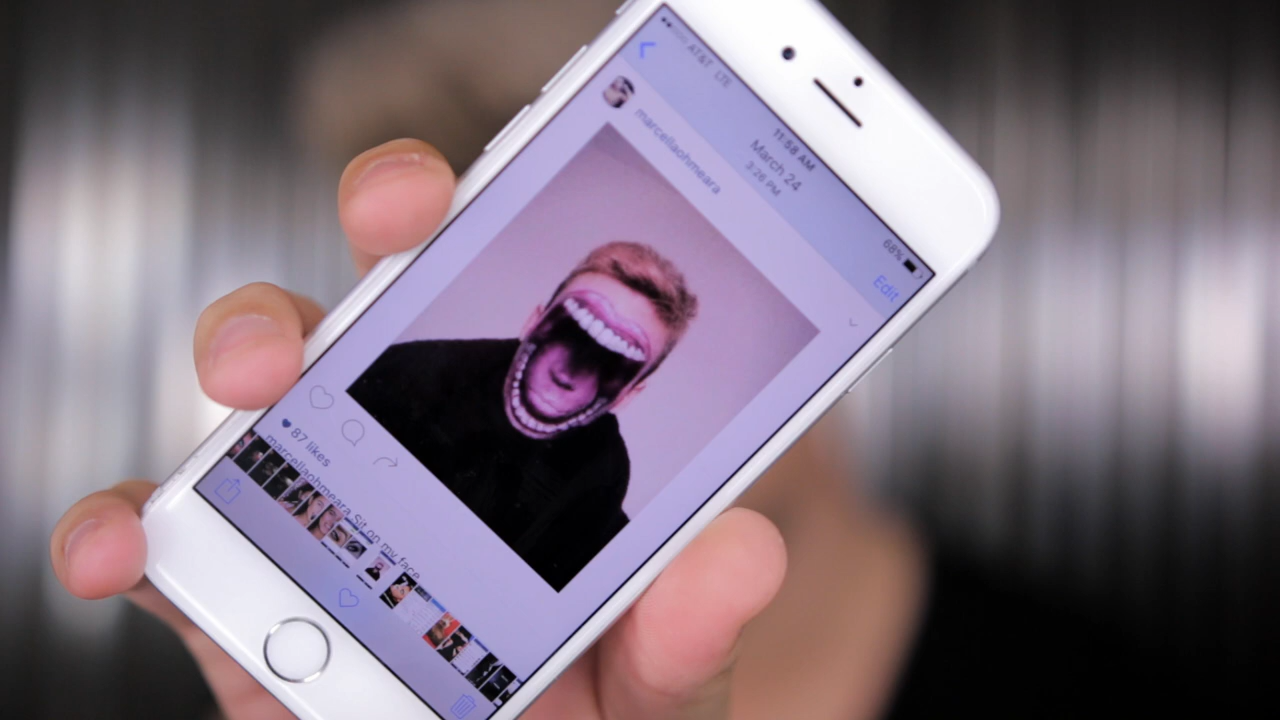 AT&T LTE
11:58 AM
68%
March 24
3:26 PM
Edit
marcellaohmeara
87 likes
marcellaohmeara Sit on my face